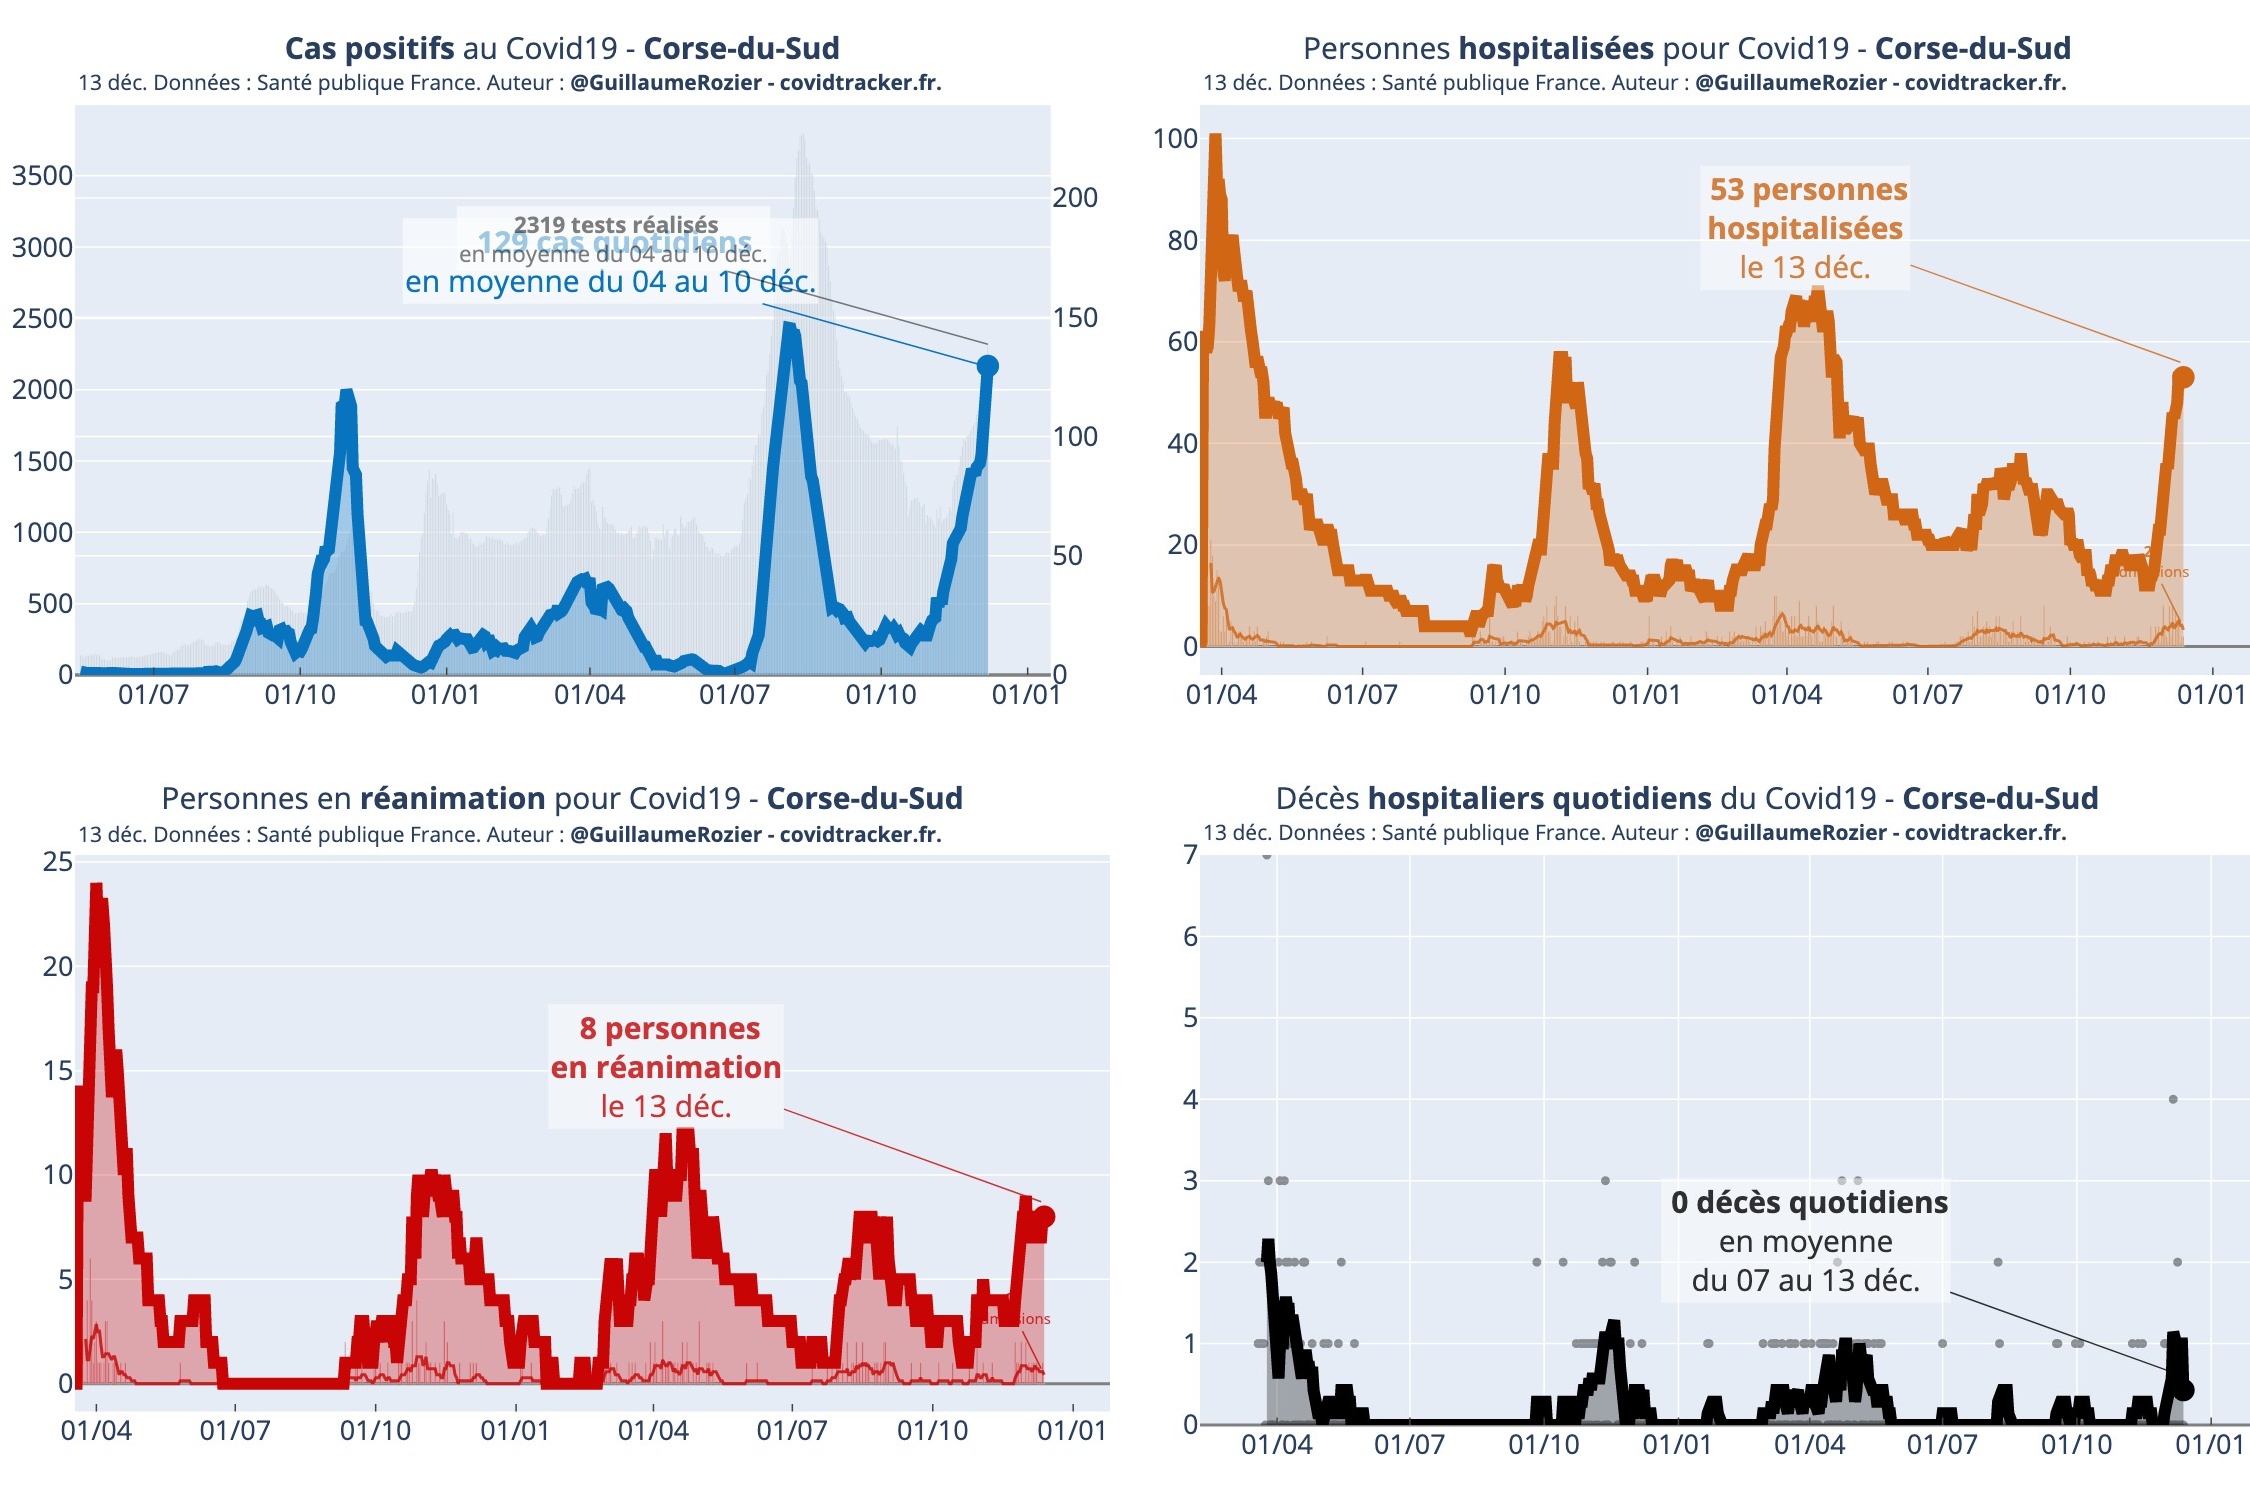 Cas positifs au Covid19 - Corse-du-Sud
13 déc. Données : Santé publique France. Auteur : @GuillaumeRozier - covidtracker.fr.
3500
3000
2500
2000
1500
1000
500
0
200
150
100
50
0
2319 tests réalisés
en moyenne du 04 au 10 déc.
129 cas quotidiens
en moyenne du 04 au 10 déc.
01/07 01/10 01/01 01/04 01/07 01/10 01/01
Personnes hospitalisées pour Covid19 - Corse-du-Sud
13 déc. Données : Santé publique France. Auteur : @GuillaumeRozier - covidtracker.fr.
100
80
60
40
20
0
53 personnes
hospitalisées
le 13 déc.
01/04 01/07 01/10 01/01 01/04 01/07 01/10 01/01
Personnes en réanimation pour Covid19 - Corse-du-Sud
13 déc. Données : Santé publique France. Auteur : @GuillaumeRozier - covidtracker.fr.
25
20
15
10
5
0
8 personnes
en réanimation
le 13 déc.
01/04 01/07 01/10 01/01 01/04 01/07 01/10 01/01
Décès hospitaliers quotidiens du Covid19 - Corse-du-Sud
13 déc. Données : Santé publique France. Auteur : @GuillaumeRozier - covidtracker.fr.
7
6
5
4
3
2
1
0
0 décès quotidiens
en moyenne
du 07 au 13 déc.
01/04 01/07 01/10 01/01 01/04 01/07 01/10 01/01